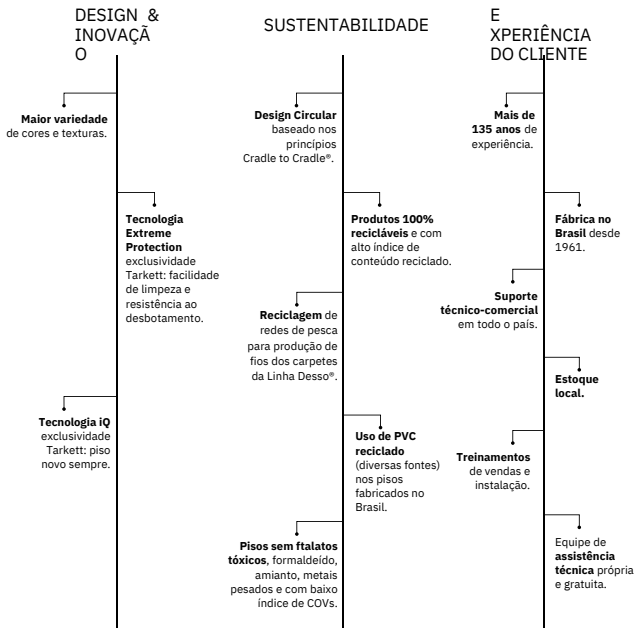 DESIGN &
INOVAÇÃ
O
Maior variedade
de cores e texturas.
Tecnologia
Extreme
Protection
exclusividade
Tarkett: facilidade
de limpeza e
resistência ao
desbotamento.
Tecnologia iQ
exclusividade
Tarkett: piso
novo sempre.
SUSTENTABILIDADE
Design Circular
baseado nos
princípios
Cradle to Cradle®.
Produtos 100%
recicláveis e com
alto índice de
conteúdo reciclado.
Reciclagem de
redes de pesca
para produção de
fios dos carpetes
da Linha Desso®.
Uso de PVC
reciclado
(diversas fontes)
nos pisos
fabricados no
Brasil.
Pisos sem ftalatos
tóxicos, formaldeído,
amianto, metais
pesados e com baixo
índice de COVs.
E
XPERIÊNCIA
DO CLIENTE
Mais de
135 anos de
experiência.
Fábrica no
Brasil desde
1961.
Suporte
técnico-comercial
em todo o país.
Estoque
local.
Treinamentos
de vendas e
instalação.
Equipe de
assistência
técnica própria
e gratuita.